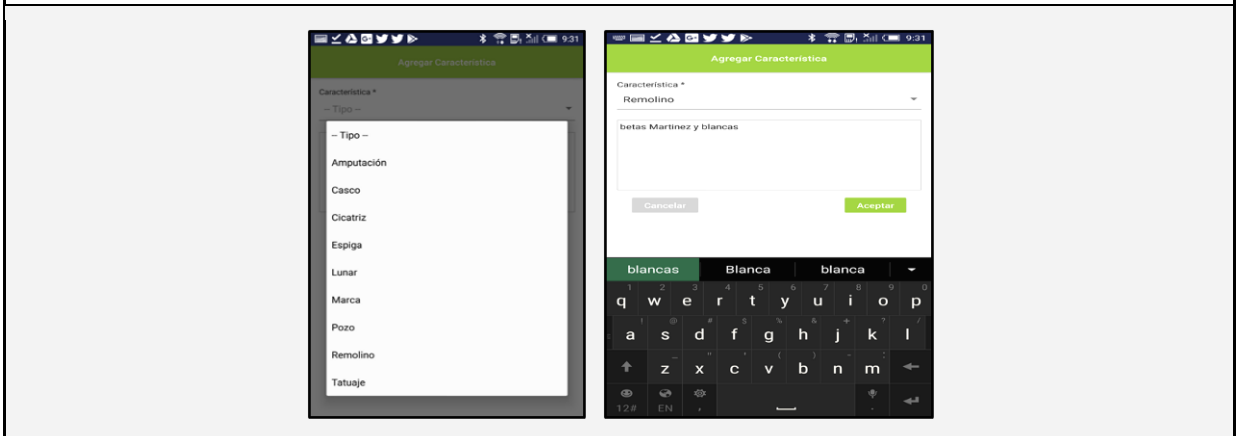 9:31
Agregar Característica
Característica *
-- Tipo --
-- Tipo --
Amputación
Casco
Cicatriz
Espiga
Lunar
Marca
Pozo
Remolino
Tatuaje
9:31
Agregar Característica
Característica *
Remolino
betas Martinez y blancas
Cancelar
Aceptar
blancas Blanca blanca
1 2 3 4 5 6 7 8 9 0
q w e r t y u i o p
! @ # $ % & + ? /
a s d f g h j k l
_ " ' ( ) - :
z x c v b n m
12# EN , .